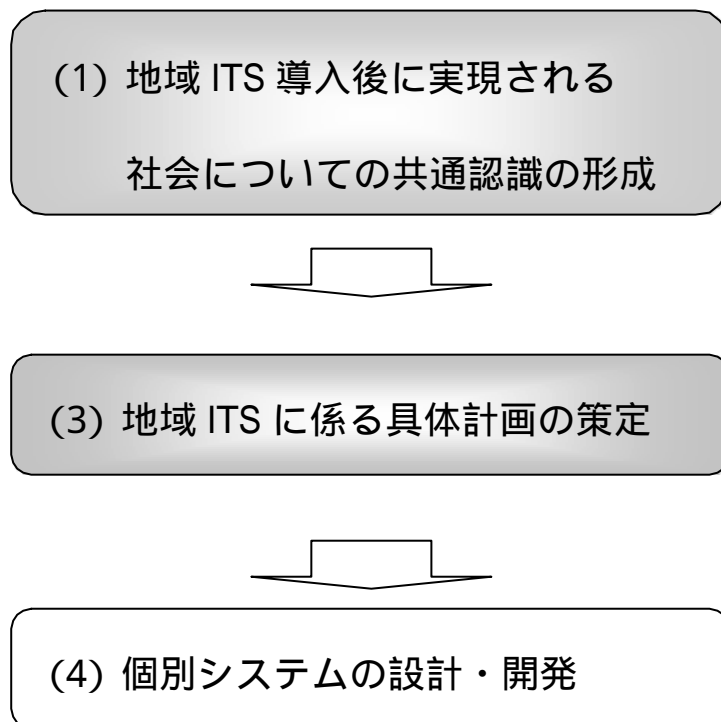 (1) 地域 ITS 導入後に実現される
社会についての共通認識の形成
(3) 地域 ITS に係る具体計画の策定
(4) 個別システムの設計・開発